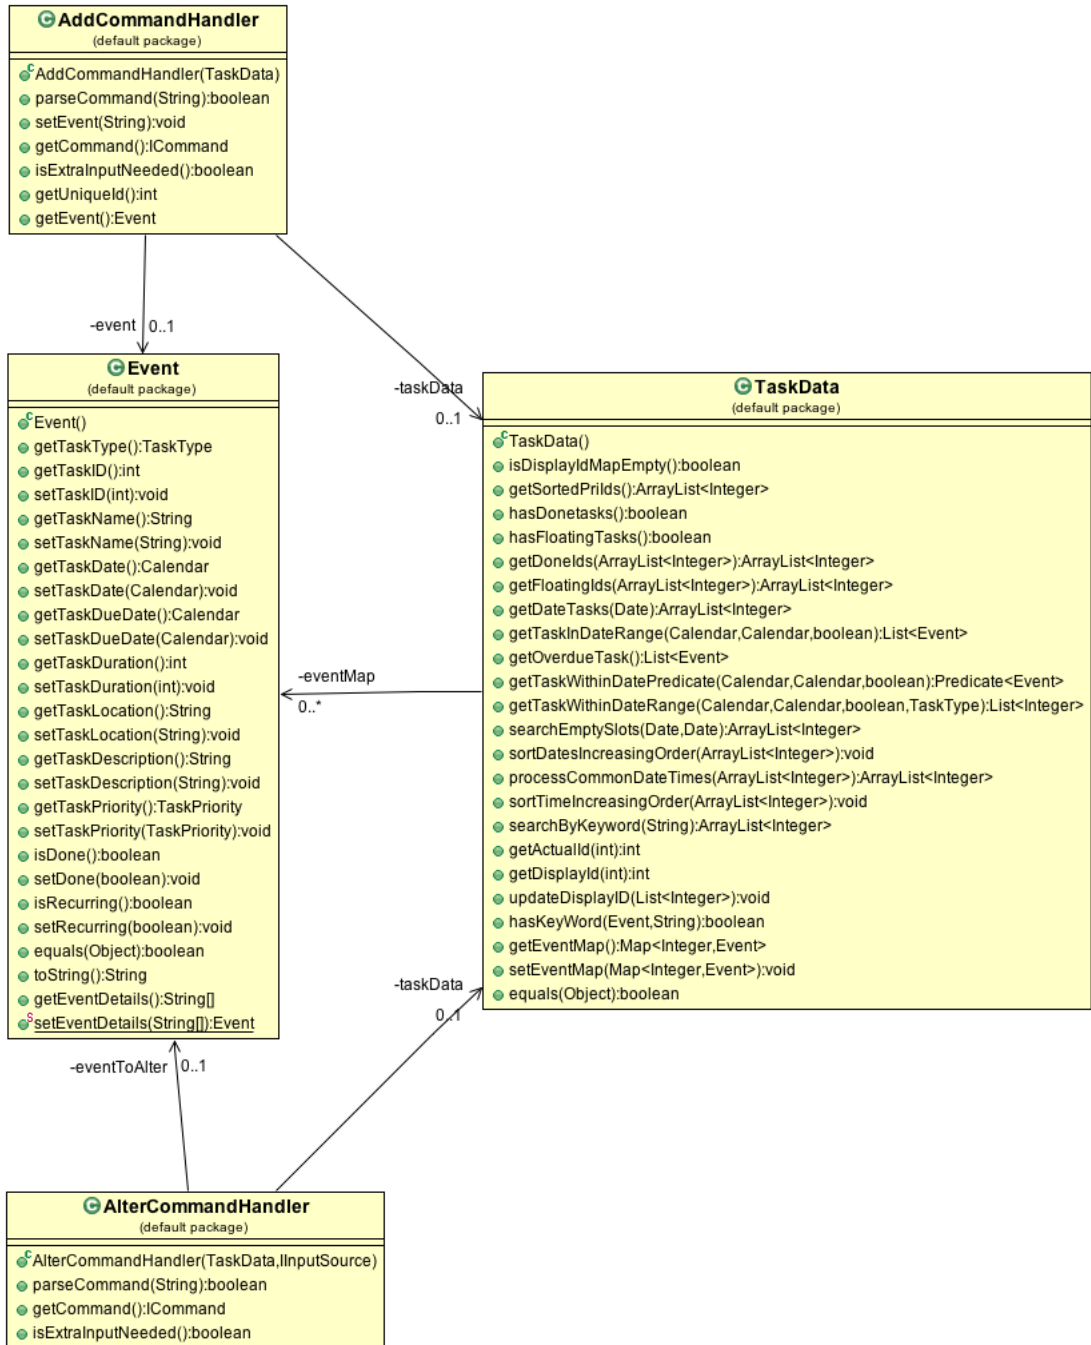 AddCommandHandler
(default package)
AddCommandHandler(TaskData)
parseCommand(String):boolean
setEvent(String):void
getCommand():ICommand
isExtraInputNeeded():boolean
getUniqueId():int
getEvent():Event
-event 0..1
-taskData
0..1
Event
(default package)
Event()
getTaskType():TaskType
getTaskID():int
setTaskID(int):void
getTaskName():String
setTaskName(String):void
getTaskDate():Calendar
setTaskDate(Calendar):void
getTaskDueDate():Calendar
setTaskDueDate(Calendar):void
getTaskDuration():int
setTaskDuration(int):void
getTaskLocation():String
setTaskLocation(String):void
getTaskDescription():String
setTaskDescription(String):void
getTaskPriority():TaskPriority
setTaskPriority(TaskPriority):void
isDone():boolean
setDone(boolean):void
isRecurring():boolean
setRecurring(boolean):void
equals(Object):boolean
toString():String
getEventDetails():String[]
setEventDetails(String[]):Event
-eventMap
0..*
TaskData
(default package)
TaskData()
isDisplayIdMapEmpty():boolean
getSortedPriIds():ArrayList<Integer>
hasDonetasks():boolean
hasFloatingTasks():boolean
getDoneIds(ArrayList<Integer>):ArrayList<Integer>
getFloatingIds(ArrayList<Integer>):ArrayList<Integer>
getDateTasks(Date):ArrayList<Integer>
getTaskInDateRange(Calendar,Calendar,boolean):List<Event>
getOverdueTask():List<Event>
getTaskWithinDatePredicate(Calendar,Calendar,boolean):Predicate<Event>
getTaskWithinDateRange(Calendar,Calendar,boolean,TaskType):List<Integer>
searchEmptySlots(Date,Date):ArrayList<Integer>
sortDatesIncreasingOrder(ArrayList<Integer>):void
processCommonDateTimes(ArrayList<Integer>):ArrayList<Integer>
sortTimeIncreasingOrder(ArrayList<Integer>):void
searchByKeyword(String):ArrayList<Integer>
getActualId(int):int
getDisplayId(int):int
updateDisplayID(List<Integer>):void
hasKeyWord(Event,String):boolean
getEventMap():Map<Integer,Event>
setEventMap(Map<Integer,Event>):void
equals(Object):boolean
-taskData
0..1
-eventToAlter 0..1
AlterCommandHandler
(default package)
AlterCommandHandler(TaskData,IInputSource)
parseCommand(String):boolean
getCommand():ICommand
isExtraInputNeeded():boolean